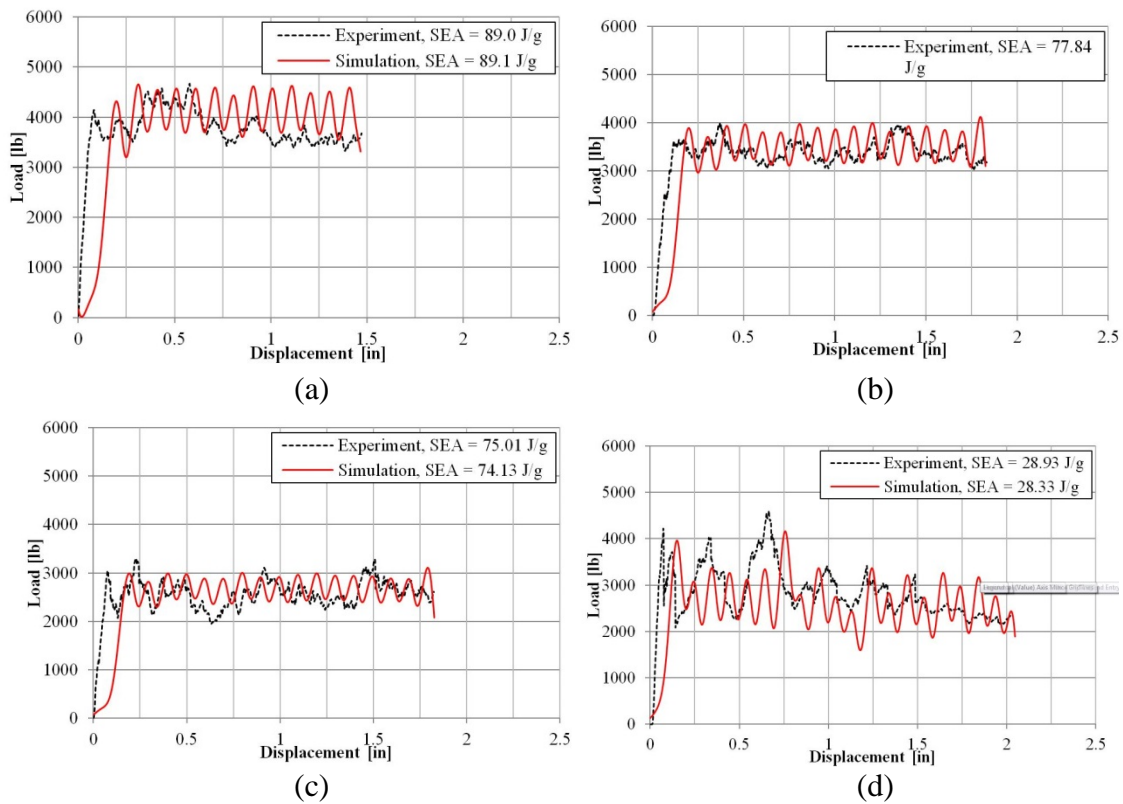 6000
5000
4000
3000
2000
1000
0
Load [lb]
Experiment, SEA = 89.0 J/g
Simulation, SEA = 89.1 J/g
0 0.5 1 1.5 2 2.5
Displacement [in]
(a)
6000
5000
4000
3000
2000
1000
0
Load [lb]
Experiment, SEA = 77.84
J/g
0 0.5 1 1.5 2 2.5
Displacement [in]
(b)
6000
5000
4000
3000
2000
1000
0
Load [lb]
Experiment, SEA = 75.01 J/g
Simulation, SEA = 74.13 J/g
0 0.5 1 1.5 2 2.5
Displacement [in]
(c)
6000
5000
4000
3000
2000
1000
0
Load [lb]
Experiment, SEA = 28.93 J/g
Simulation, SEA = 28.33 J/g
(Value) Axis
0 0.5 1 1.5 2 2.5
Displacement [in]
(d)